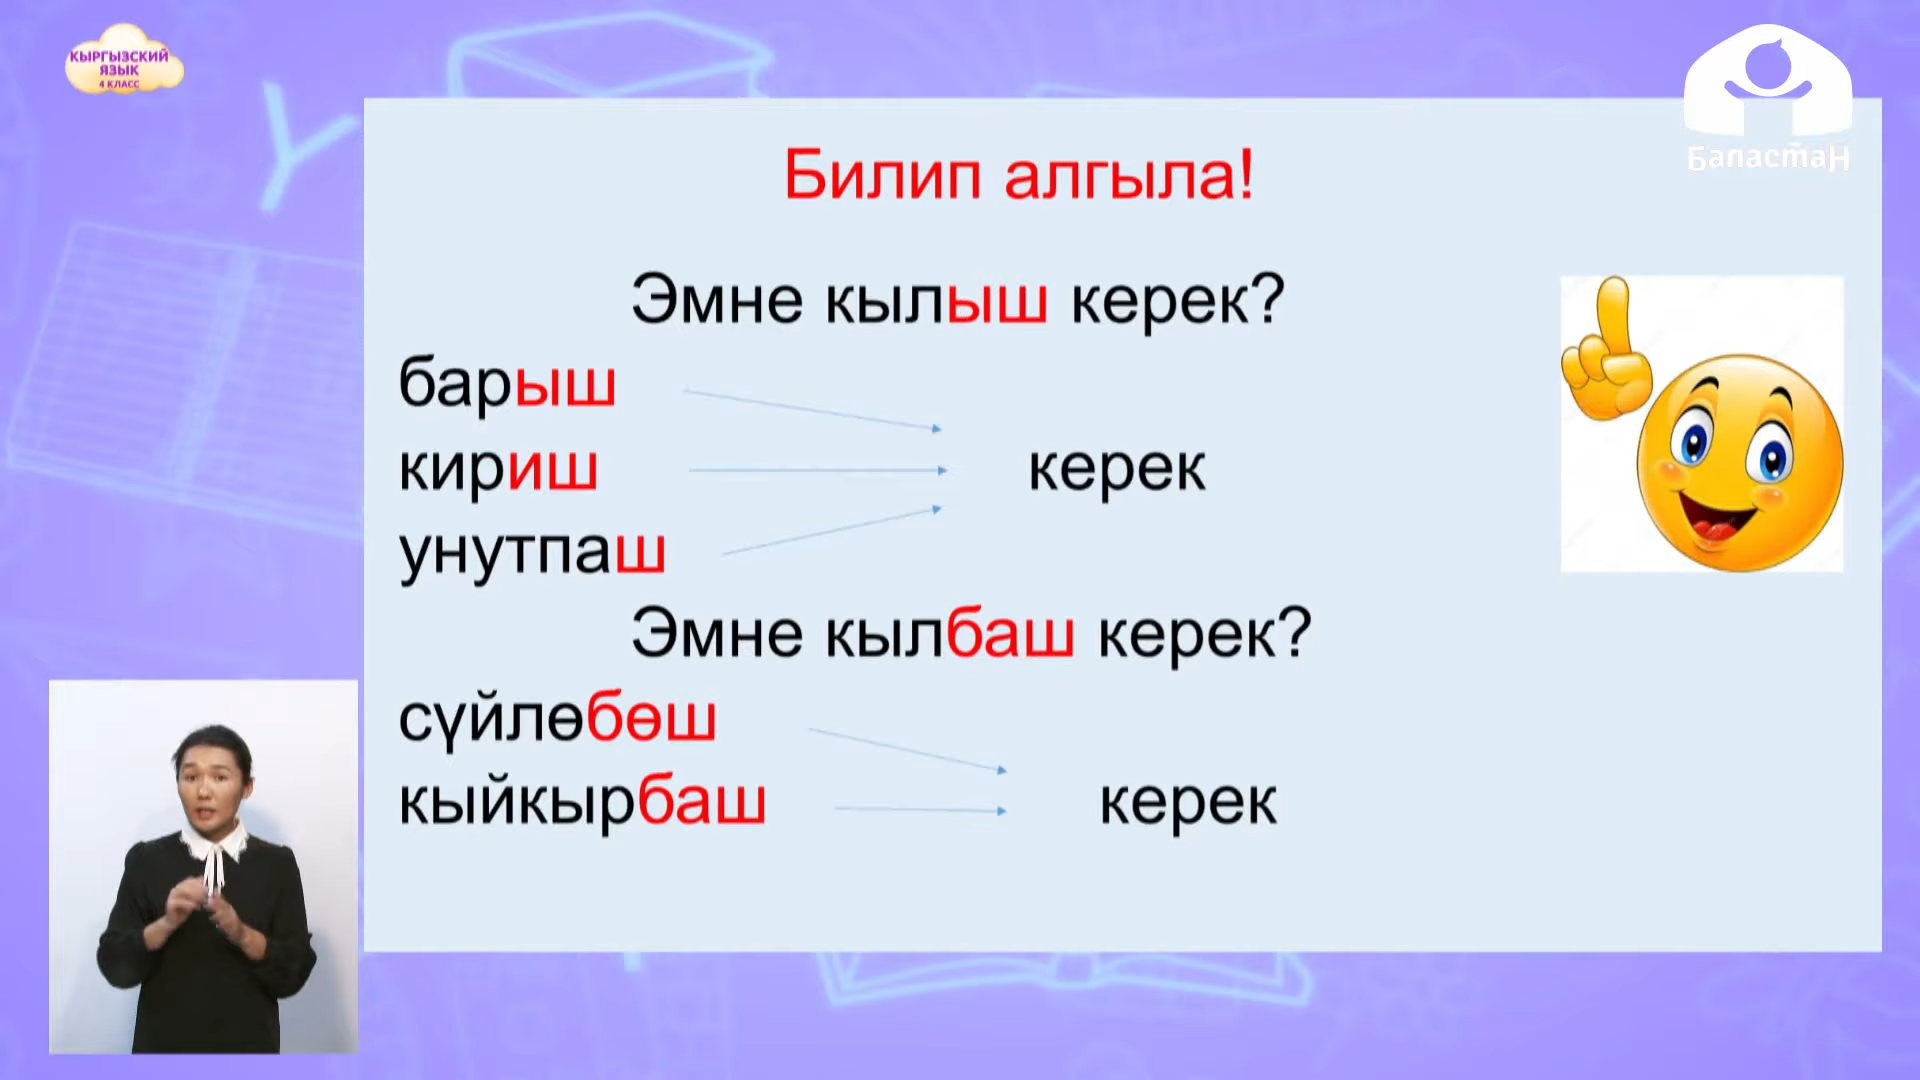 КЫРГЫЗСКИЙ
ЯЗЫК
4 КЛАСС
Баластан
Билип алгыла!
Эмне кылыш керек?
барыш
кириш керек
унутпаш
Эмне кылбаш керек?
сүйлөбөш
кыйкырбаш керек